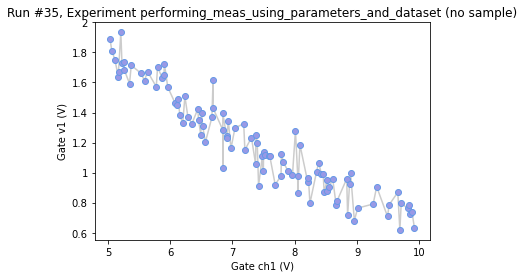 Run #35, Experiment performing_meas_using_parameters_and_dataset (no sample)
2
1.8
1.6
1.4
1.2
1
0.8
0.6
Gate v1 (V)
5 6 7 8 9 10
Gate ch1 (V)